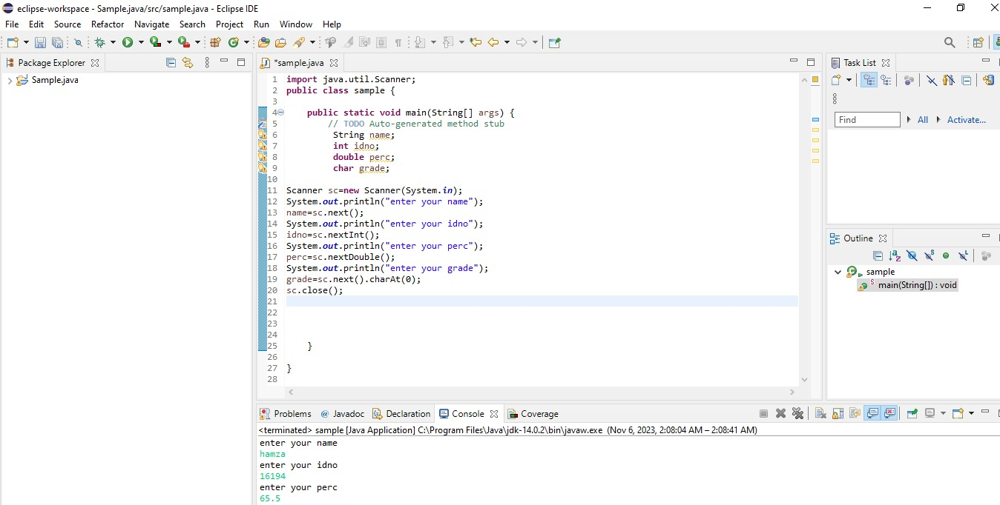 eclipse-workspace - Sample.java/src/sample.java - Eclipse IDE
File Edit Source Refactor Navigate Search Project Run Window Help
Package Explorer
Sample.java
*sample.java
1 import java.util.Scanner;
2 public class sample {
3
4 public static void main(String[] args) {
5 // TODO Auto-generated method stub
6 String name;
7 int idno;
8 double perc;
9 char grade;
10
11 Scanner sc=new Scanner(System.in);
12 System.out.println("enter your name");
13 name=sc.next();
14 System.out.println("enter your idno");
15 idno=sc.nextInt();
16 System.out.println("enter your perc");
17 perc=sc.nextDouble();
18 System.out.println("enter your grade");
19 grade=sc.next().charAt(0);
20 sc.close();
21
22
23
24
25 }
26
27 }
28
Task List
Find All Activate...
Outline
sample
main(String[]) : void
Problems Javadoc Declaration Console Coverage
<terminated> sample [Java Application] C:\Program Files\Java\jdk-14.0.2\bin\javaw.exe (Nov 6, 2023, 2:08:04 AM – 2:08:41 AM)
enter your name
hamza
enter your idno
16194
enter your perc
65.5